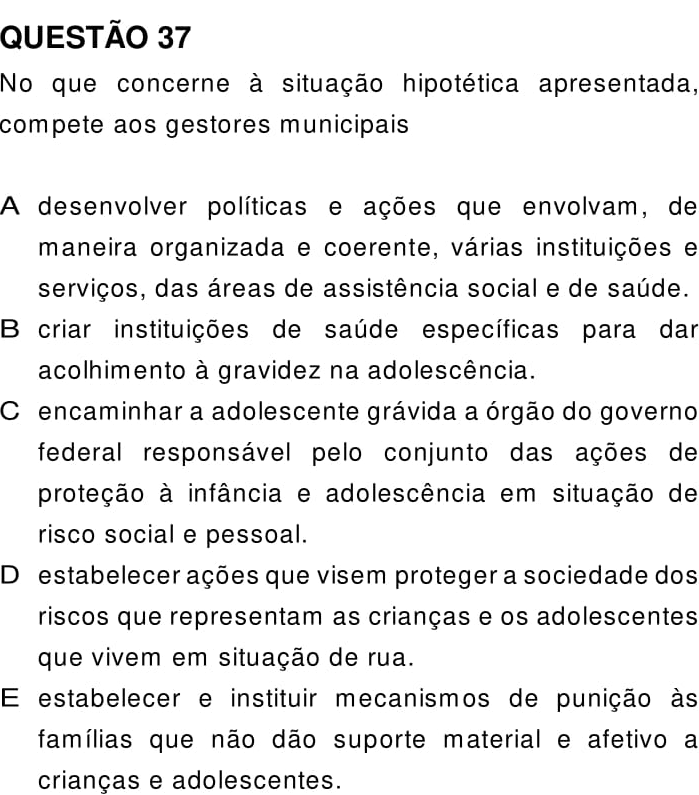 QUESTÃO 37
No que concerne à situação hipotética apresentada,
compete aos gestores municipais
A desenvolver políticas e ações que envolvam, de
maneira organizada e coerente, várias instituições e
serviços, das áreas de assistência social e de saúde.
B criar instituições de saúde específicas para dar
acolhimento à gravidez na adolescência.
C encaminhar a adolescente grávida a órgão do governo
federal responsável pelo conjunto das ações de
proteção à infância e adolescência em situação de
risco social e pessoal.
D estabelecer ações que visem proteger a sociedade dos
riscos que representam as crianças e os adolescentes
que vivem em situação de rua.
E estabelecer e instituir mecanismos de punição às
famílias que não dão suporte material e afetivo a
crianças e adolescentes.